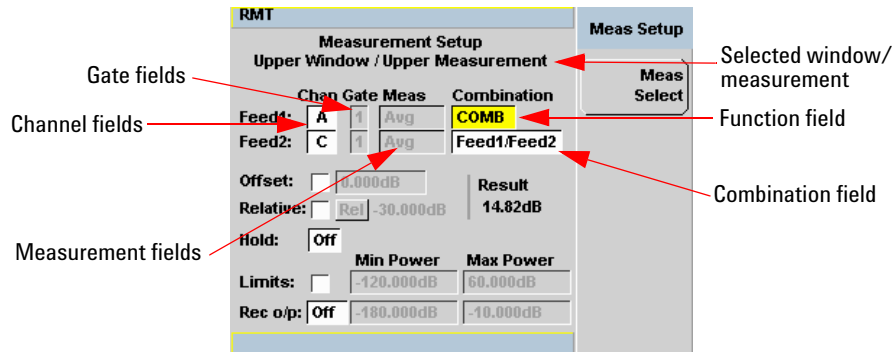 RMT
Meas Setup
Measurement Setup
Upper Window / Upper Measurement
Selected window/
measurement
Gate fields
Meas
Select
Chan Gate Meas Combination
Channel fields
Feed1: A 1 Avg COMB
Function field
Feed2: C 1 Avg Feed1/Feed2
Offset: 0.000dB Result
Combination field
Relative: Rel -30.000dB 14.82dB
Measurement fields
Hold: Off
Min Power Max Power
Limits: -120.000dB 60.000dB
Rec o/p: Off -180.000dB -10.000dB